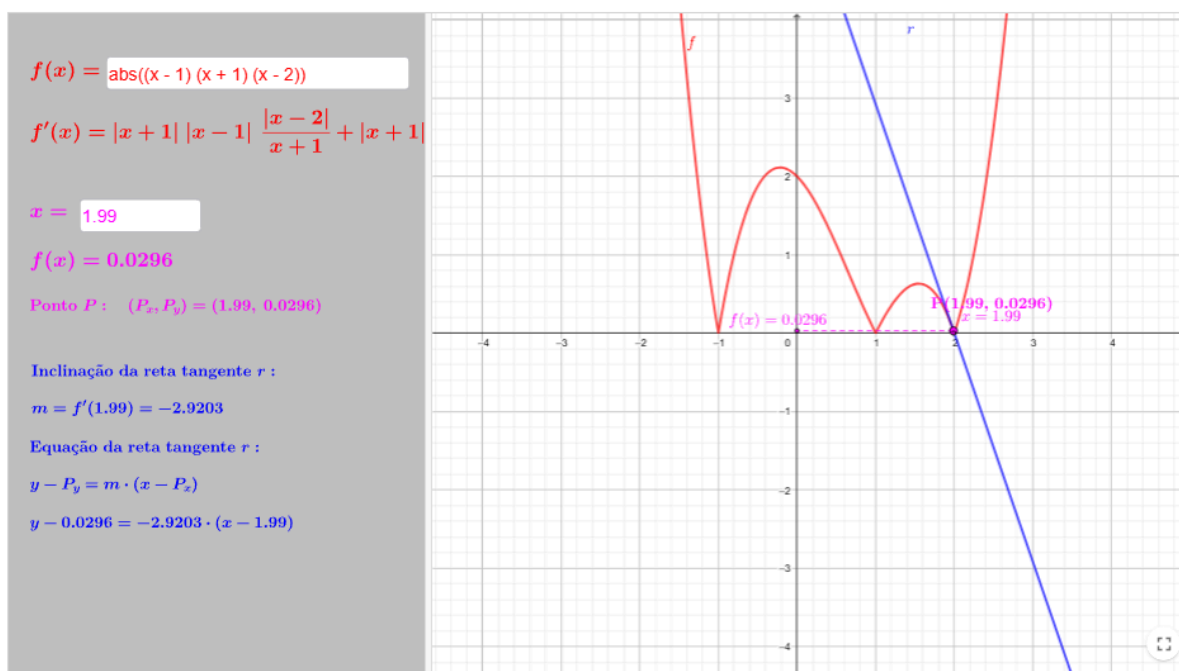 f(x) = abs((x - 1) (x + 1) (x - 2))
f′(x) = |x + 1| |x − 1| |x − 2|/x + 1 + |x + 1|
x = 1.99
f(x) = 0.0296
Ponto P : (Pₓ, Pᵧ) = (1.99, 0.0296)
Inclinação da reta tangente r :
m = f′(1.99) = −2.9203
Equação da reta tangente r :
y − Pᵧ = m · (x − Pₓ)
y − 0.0296 = −2.9203 · (x − 1.99)
r
f
3
2
1
P(1.99, 0.0296)
f(x) = 0.0296
x = 1.99
−4 −3 −2 −1 0 1 2 3 4
−1
−2
−3
−4